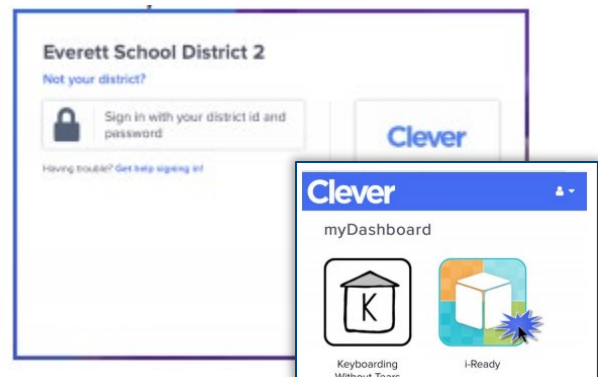 Everett School District 2
Not your district?
Sign in with your district id and
password
Having trouble? Get help signing in!
Clever
Clever
myDashboard
K
Keyboarding
Without Tears
i-Ready